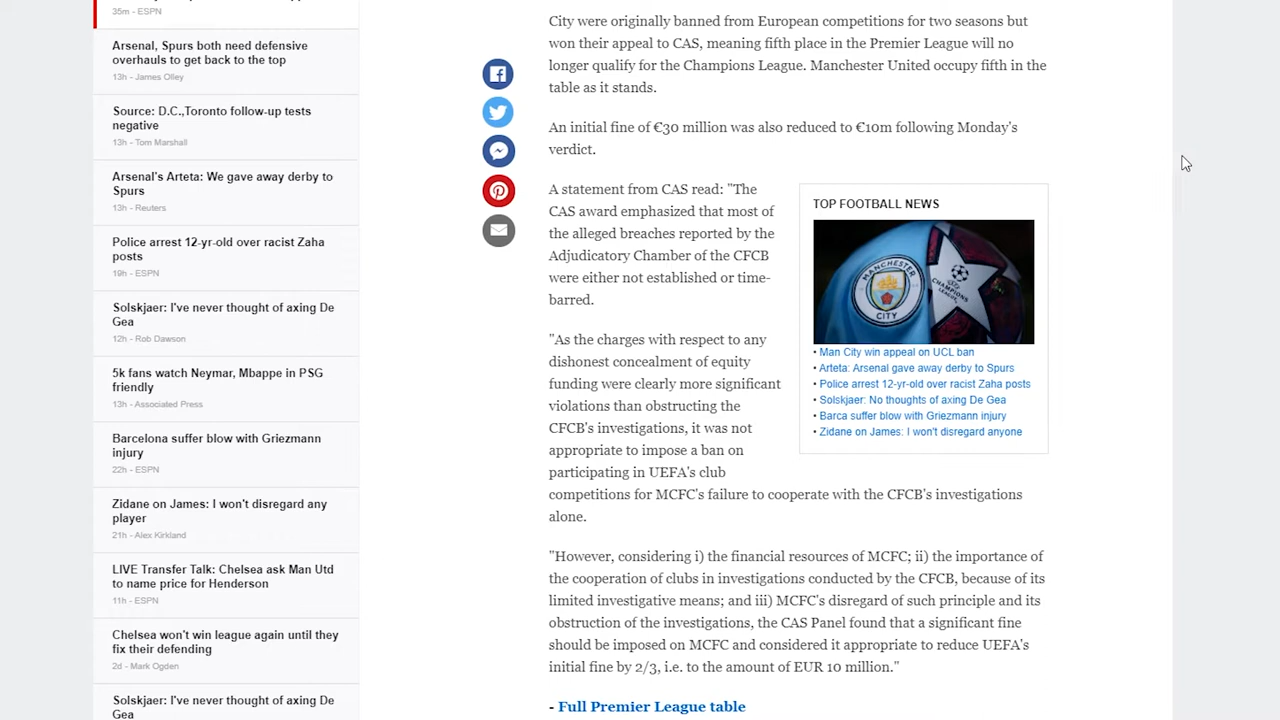 35m - ESPN
Arsenal, Spurs both need defensive
overhauls to get back to the top
13h - James Olley
Source: D.C.,Toronto follow-up tests
negative
13h - Tom Marshall
Arsenal's Arteta: We gave away derby to
Spurs
13h - Reuters
Police arrest 12-yr-old over racist Zaha
posts
19h - ESPN
Solskjaer: I've never thought of axing De
Gea
12h - Rob Dawson
5k fans watch Neymar, Mbappe in PSG
friendly
13h - Associated Press
Barcelona suffer blow with Griezmann
injury
22h - ESPN
Zidane on James: I won't disregard any
player
21h - Alex Kirkland
LIVE Transfer Talk: Chelsea ask Man Utd
to name price for Henderson
11h - ESPN
Chelsea won't win league again until they
fix their defending
2d - Mark Ogden
Solskjaer: I've never thought of axing De
Gea
City were originally banned from European competitions for two seasons but
won their appeal to CAS, meaning fifth place in the Premier League will no
longer qualify for the Champions League. Manchester United occupy fifth in the
table as it stands.
An initial fine of €30 million was also reduced to €10m following Monday's
verdict.
A statement from CAS read: "The
CAS award emphasized that most of
the alleged breaches reported by the
Adjudicatory Chamber of the CFCB
were either not established or time-
barred.
"As the charges with respect to any
dishonest concealment of equity
funding were clearly more significant
violations than obstructing the
CFCB's investigations, it was not
appropriate to impose a ban on
participating in UEFA's club
competitions for MCFC's failure to cooperate with the CFCB's investigations
alone.
"However, considering i) the financial resources of MCFC; ii) the importance of
the cooperation of clubs in investigations conducted by the CFCB, because of its
limited investigative means; and iii) MCFC's disregard of such principle and its
obstruction of the investigations, the CAS Panel found that a significant fine
should be imposed on MCFC and considered it appropriate to reduce UEFA's
initial fine by 2/3, i.e. to the amount of EUR 10 million."
- Full Premier League table
TOP FOOTBALL NEWS
MANCHESTER
CITY
CHAMPIONS
LEAGUE
• Man City win appeal on UCL ban
• Arteta: Arsenal gave away derby to Spurs
• Police arrest 12-yr-old over racist Zaha posts
• Solskjaer: No thoughts of axing De Gea
• Barca suffer blow with Griezmann injury
• Zidane on James: I won't disregard anyone